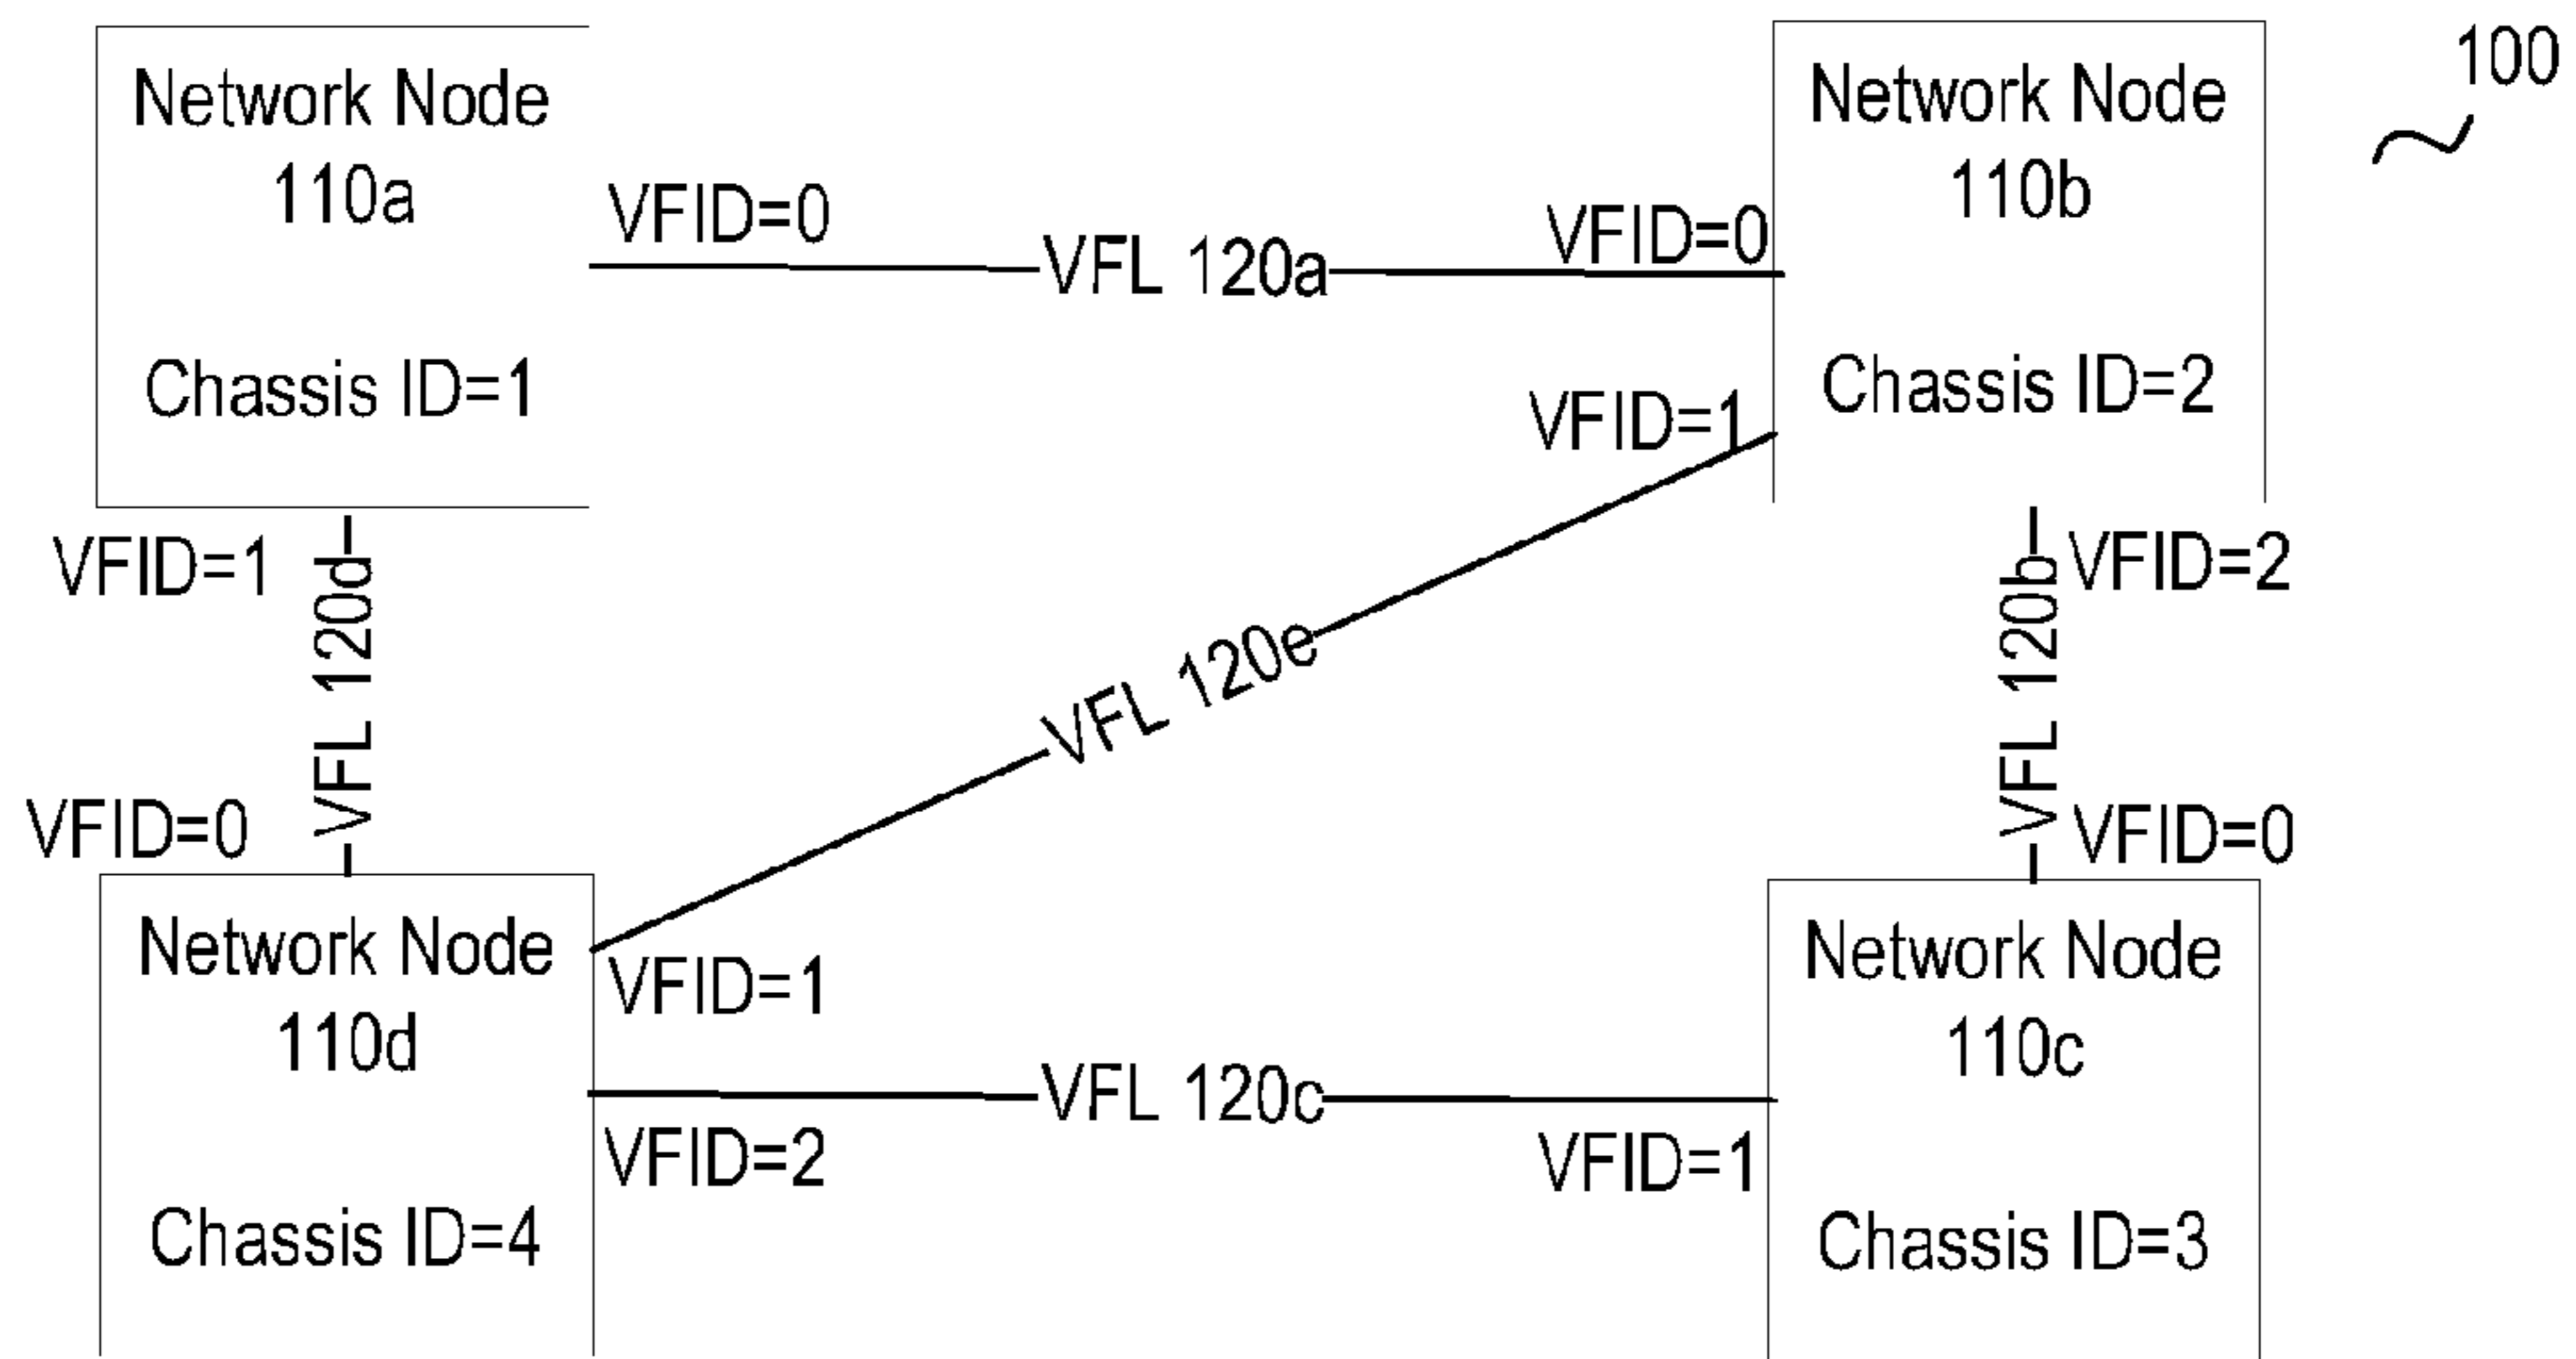 100
Network Node
110a
Chassis ID=1
VFID=0
VFL 120a
VFID=0
Network Node
110b
Chassis ID=2
VFID=1
VFID=1
VFL 120d
VFID=0
VFL 120e
VFID=2
VFL 120b
VFID=0
Network Node
110d
Chassis ID=4
VFID=1
VFID=2
VFL 120c
VFID=1
Network Node
110c
Chassis ID=3